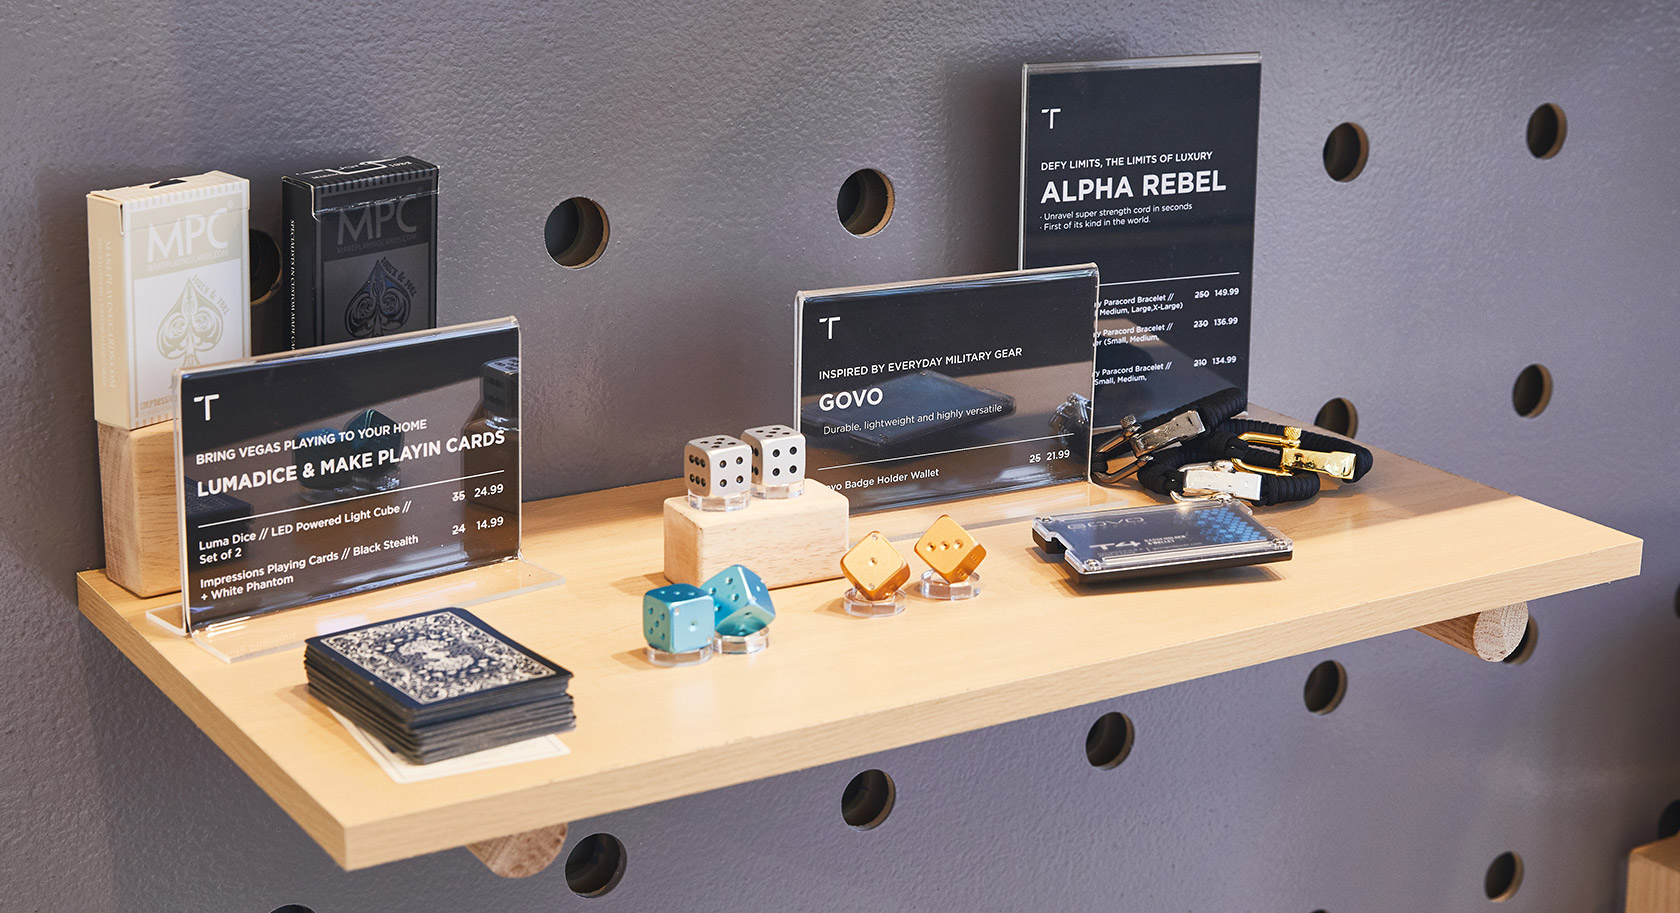 MPC
MPC
T
BRING VEGAS PLAYING TO YOUR HOME
LUMADICE & MAKE PLAYIN CARDS
Luma Dice // LED Powered Light Cube // 35 24.99
Set of 2
Impressions Playing Cards // Black Stealth 24 14.99
+ White Phantom
T
INSPIRED BY EVERYDAY MILITARY GEAR
GOVO
Durable, lightweight and highly versatile
Badge Holder Wallet 25 21.99
T
DEFY LIMITS, THE LIMITS OF LUXURY
ALPHA REBEL
· Unravel super strength cord in seconds
· First of its kind in the world.
Paracord Bracelet // 250 149.99
Medium, Large,X-Large)
Paracord Bracelet // 230 136.99
(Small, Medium,
Paracord Bracelet // 210 134.99
Small, Medium,
GOVO
T4